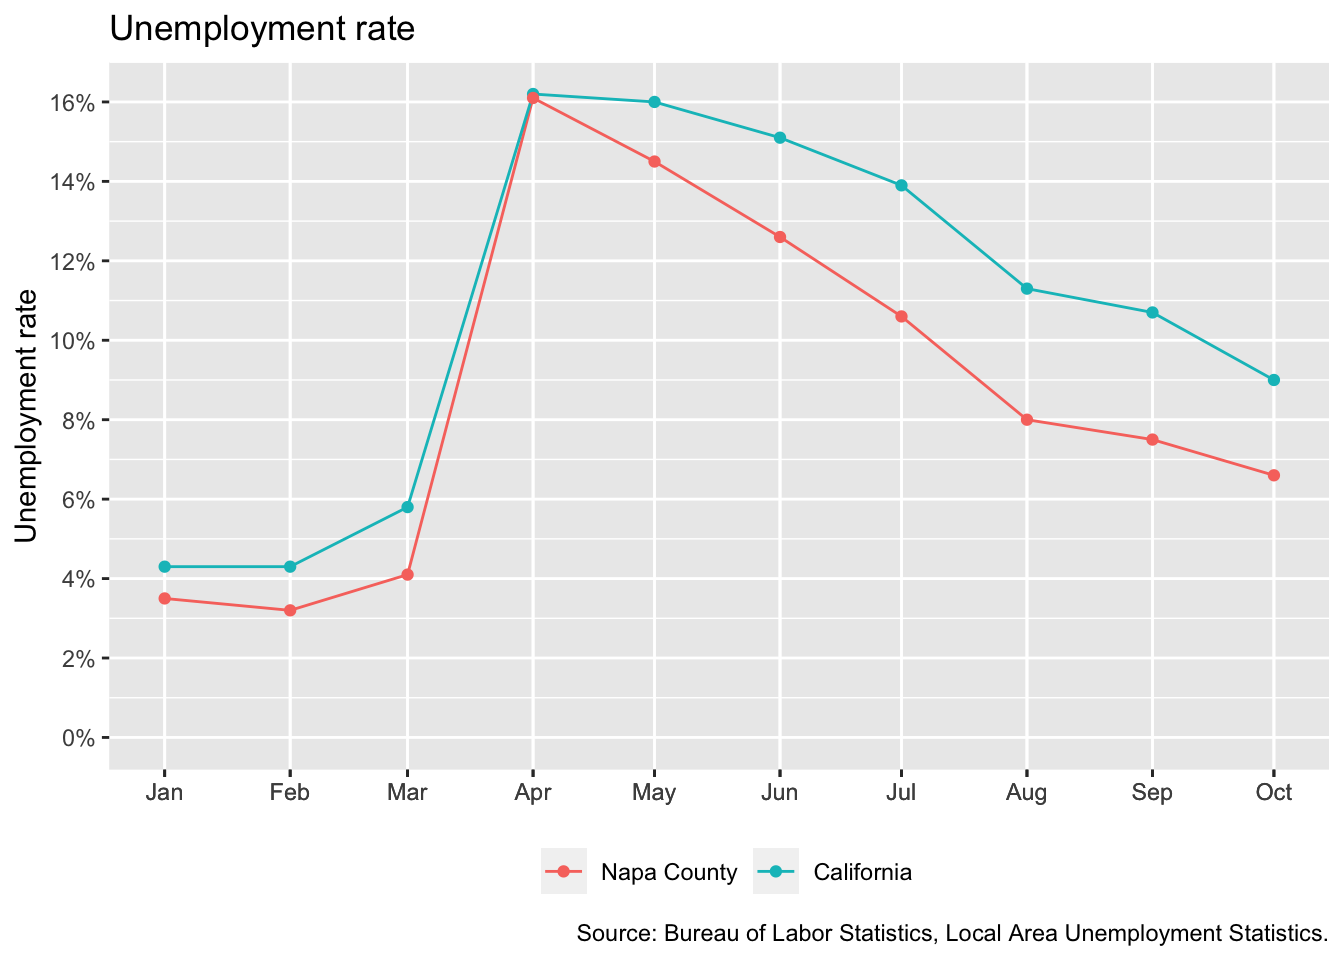 Unemployment rate
Unemployment rate
16%
14%
12%
10%
8%
6%
4%
2%
0%
Jan Feb Mar Apr May Jun Jul Aug Sep Oct
Napa County California
Source: Bureau of Labor Statistics, Local Area Unemployment Statistics.